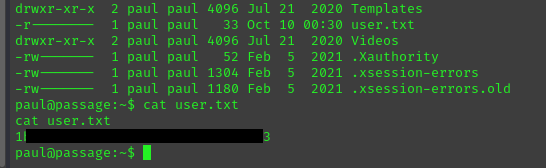 drwxr-xr-x 2 paul paul 4096 Jul 21 2020 Templates
-r-------- 1 paul paul 33 Oct 10 00:30 user.txt
drwxr-xr-x 2 paul paul 4096 Jul 21 2020 Videos
-rw------- 1 paul paul 52 Feb 5 2021 .Xauthority
-rw------- 1 paul paul 1304 Feb 5 2021 .xsession-errors
-rw------- 1 paul paul 1180 Feb 5 2021 .xsession-errors.old
paul@passage:~$ cat user.txt
cat user.txt
1 3
paul@passage:~$